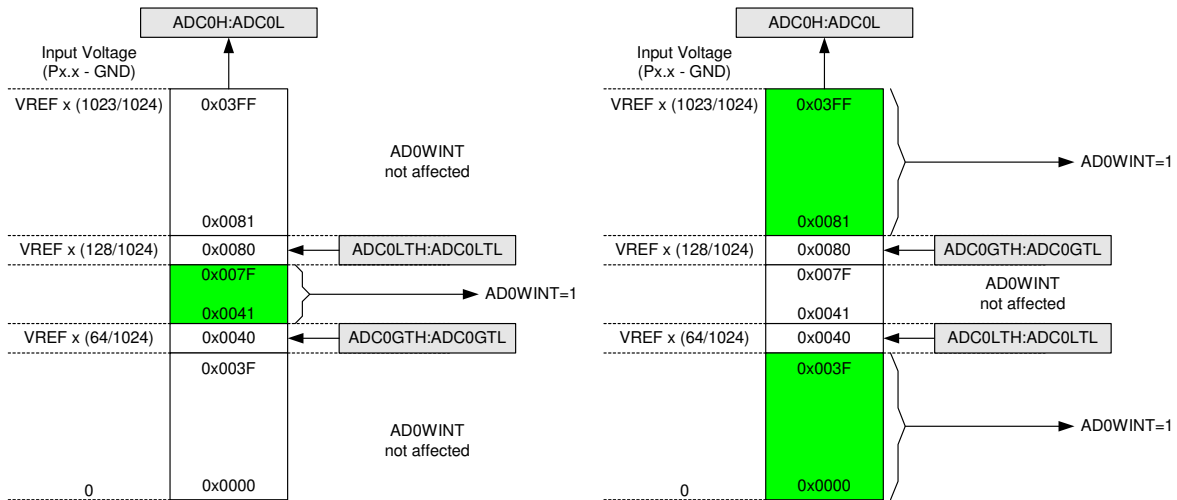 ADC0H:ADC0L
Input Voltage
(Px.x - GND)
VREF x (1023/1024)
0x03FF
AD0WINT
not affected
0x0081
VREF x (128/1024)
0x0080
ADC0LTH:ADC0LTL
0x007F
AD0WINT=1
0x0041
VREF x (64/1024)
0x0040
ADC0GTH:ADC0GTL
0x003F
AD0WINT
not affected
0
0x0000
ADC0H:ADC0L
Input Voltage
(Px.x - GND)
VREF x (1023/1024)
0x03FF
AD0WINT=1
0x0081
VREF x (128/1024)
0x0080
ADC0GTH:ADC0GTL
0x007F
AD0WINT
not affected
0x0041
VREF x (64/1024)
0x0040
ADC0LTH:ADC0LTL
0x003F
AD0WINT=1
0
0x0000